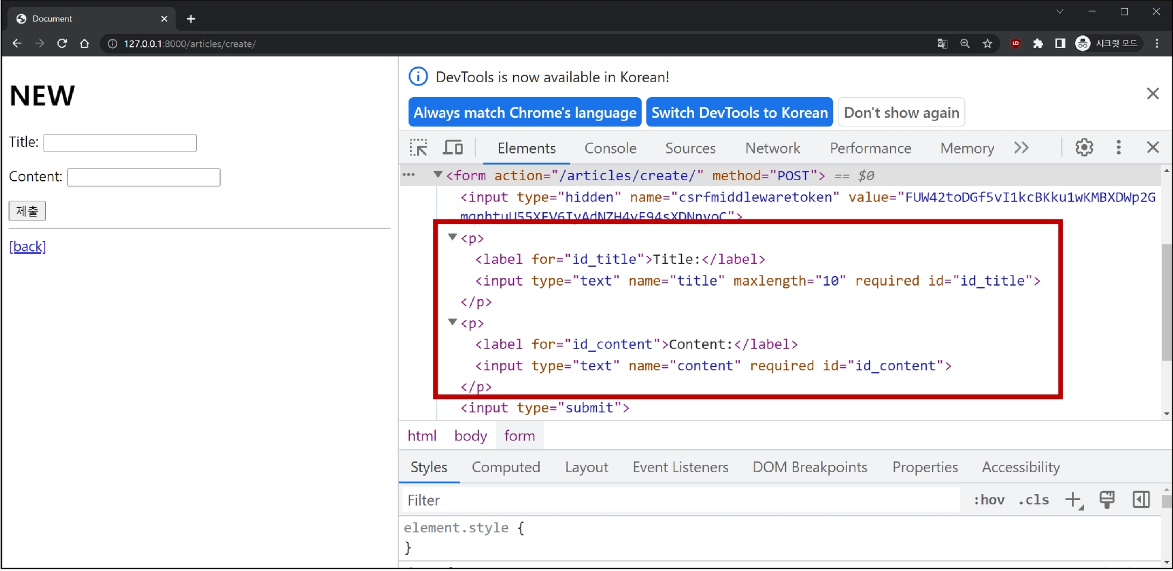 Document
127.0.0.1:8000/articles/create/
시크릿 모드
NEW
Title:
Content:
제출
[back]
DevTools is now available in Korean!
Always match Chrome's language
Switch DevTools to Korean
Don't show again
Elements
Console
Sources
Network
Performance
Memory
<form action="/articles/create/" method="POST"> == $0
<input type="hidden" name="csrfmiddlewaretoken" value="FUW42toDGf5vI1kcBKku1wKMBXDWp2G
<p>
<label for="id_title">Title:</label>
<input type="text" name="title" maxlength="10" required id="id_title">
</p>
<p>
<label for="id_content">Content:</label>
<input type="text" name="content" required id="id_content">
</p>
<input type="submit">
html body form
Styles
Computed
Layout
Event Listeners
DOM Breakpoints
Properties
Accessibility
Filter
:hov .cls
element.style {
}